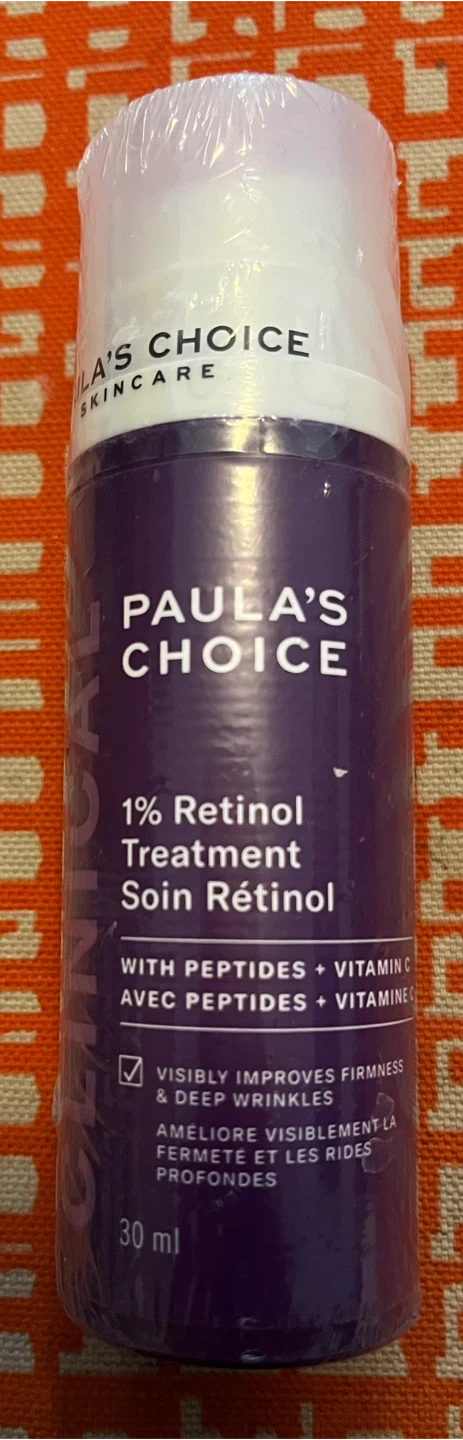 PAULA'S CHOICE
SKINCARE
PAULA'S
CHOICE
CLINICAL
1% Retinol
Treatment
Soin Rétinol
WITH PEPTIDES + VITAMIN C
AVEC PEPTIDES + VITAMINE C
VISIBLY IMPROVES FIRMNESS
& DEEP WRINKLES
AMÉLIORE VISIBLEMENT LA
FERMETÉ ET LES RIDES
PROFONDES
30 ml